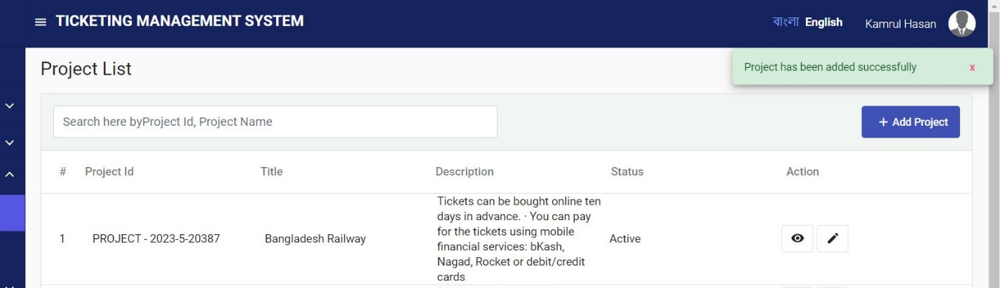 TICKETING MANAGEMENT SYSTEM
বাংলা English Kamrul Hasan
Project List
Project has been added successfully x
Search here byProject Id, Project Name
+ Add Project
# Project Id Title Description Status Action
Tickets can be bought online ten
days in advance. · You can pay
for the tickets using mobile
1 PROJECT - 2023-5-20387 Bangladesh Railway financial services: bKash, Active
Nagad, Rocket or debit/credit
cards